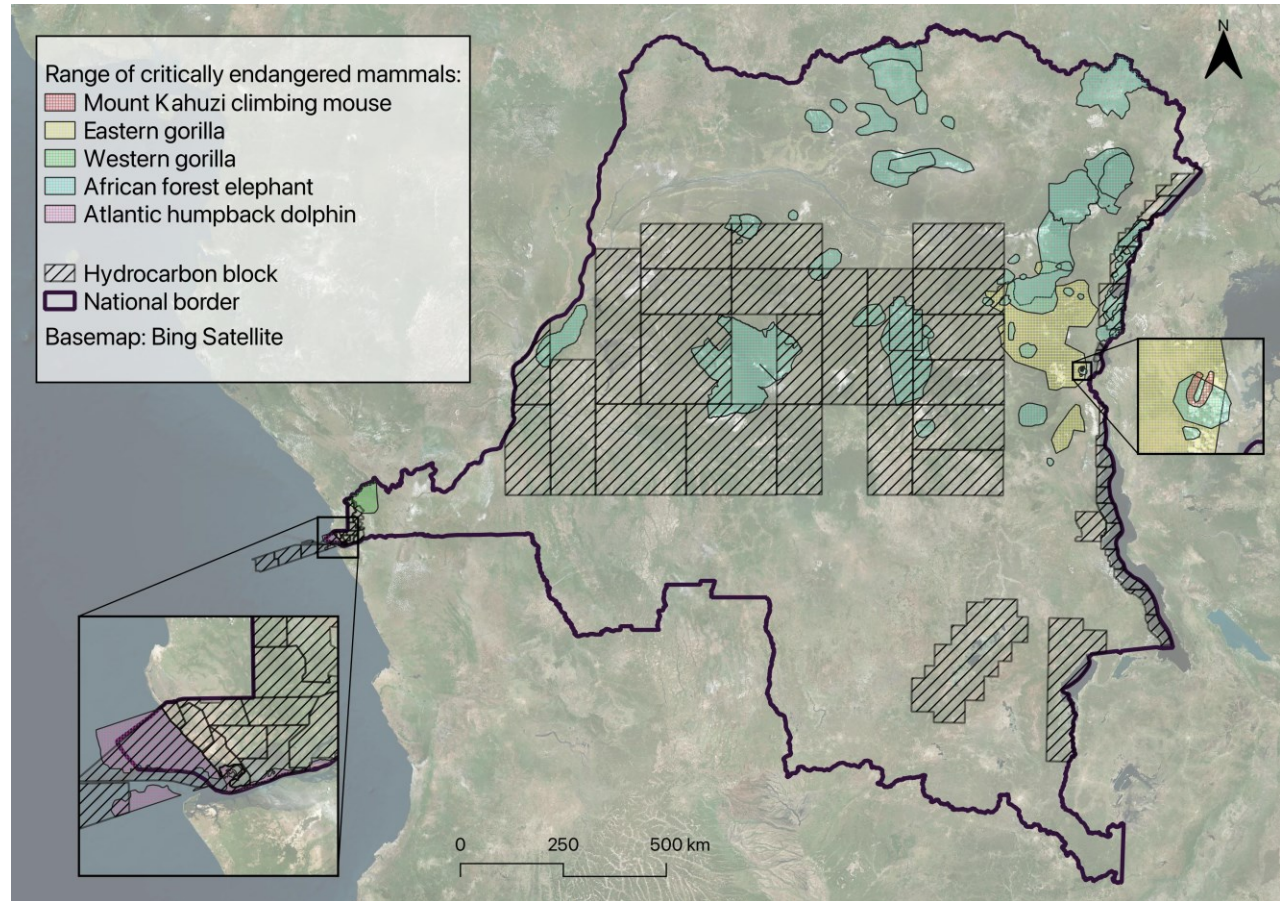 Range of critically endangered mammals:
Mount Kahuzi climbing mouse
Eastern gorilla
Western gorilla
African forest elephant
Atlantic humpback dolphin
Hydrocarbon block
National border
Basemap: Bing Satellite
N
0 250 500 km